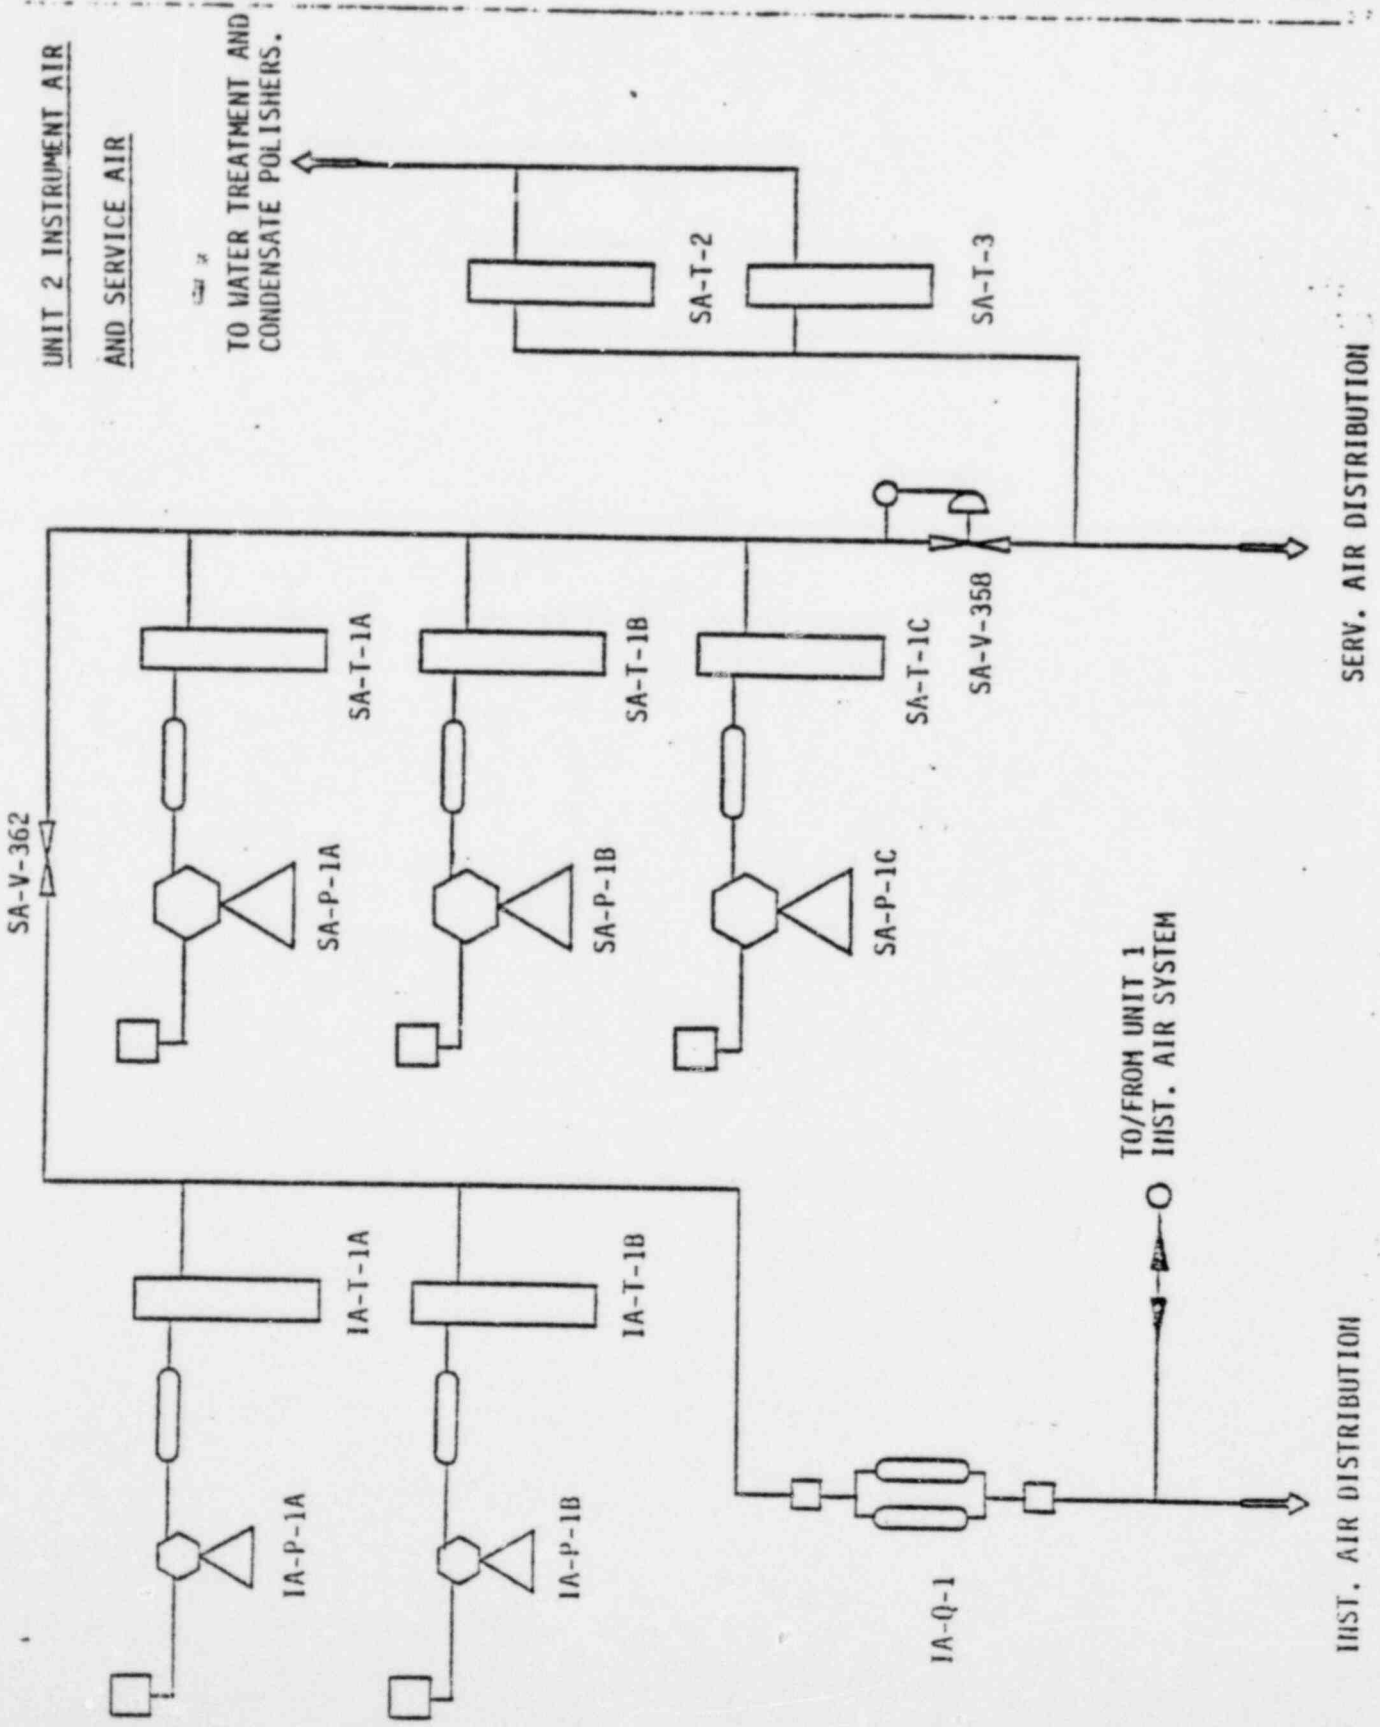 UNIT 2 INSTRUMENT AIR
AND SERVICE AIR
TO WATER TREATMENT AND
CONDENSATE POLISHERS.
SA-T-2
SA-T-3
SA-V-362
SA-T-1A
SA-T-1B
SA-T-1C
SA-V-358
SERV. AIR DISTRIBUTION
SA-P-1A
SA-P-1B
SA-P-1C
TO/FROM UNIT 1
INST. AIR SYSTEM
IA-T-1A
IA-T-1B
IA-P-1A
IA-P-1B
IA-Q-1
INST. AIR DISTRIBUTION